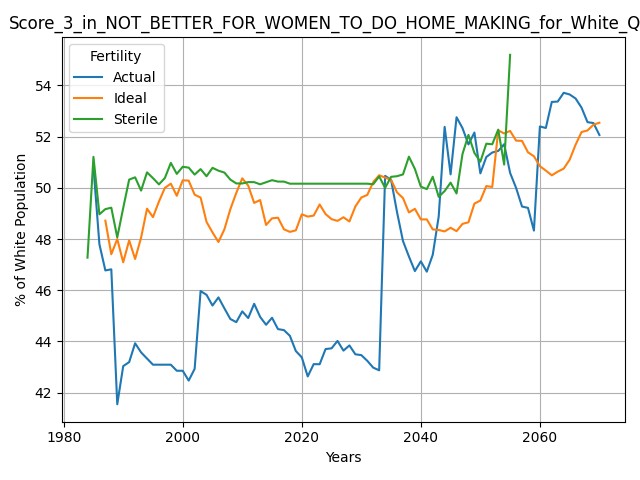 Score_3_in_NOT_BETTER_FOR_WOMEN_TO_DO_HOME_MAKING_for_White_Q
Fertility
Actual
Ideal
Sterile
% of White Population
54
52
50
48
46
44
42
1980 2000 2020 2040 2060
Years